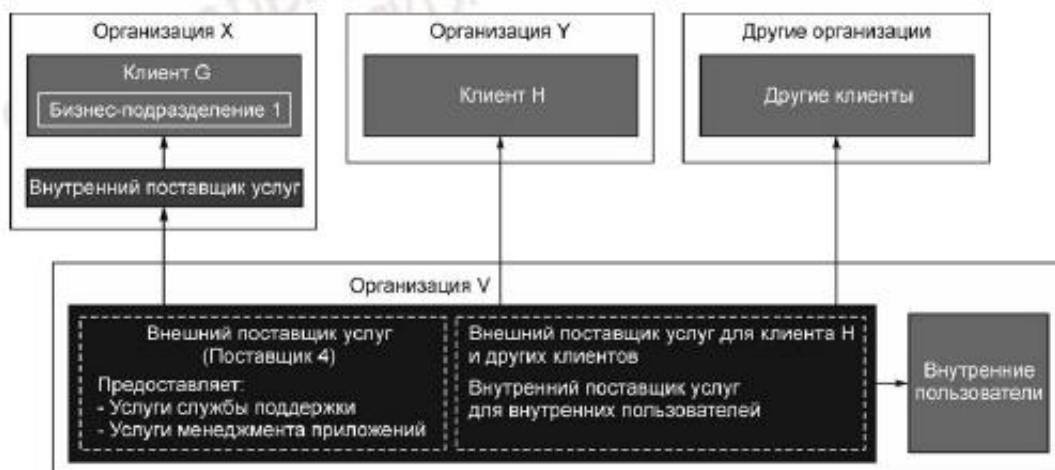 Организация X
Клиент G
Бизнес-подразделение 1
Внутренний поставщик услуг
Организация Y
Клиент H
Другие организации
Другие клиенты
Организация V
Внешний поставщик услуг
(Поставщик 4)
Предоставляет:
- Услуги службы поддержки
- Услуги менеджмента приложений
Внешний поставщик услуг для клиента H
и других клиентов
Внутренний поставщик услуг
для внутренних пользователей
Внутренние
пользователи